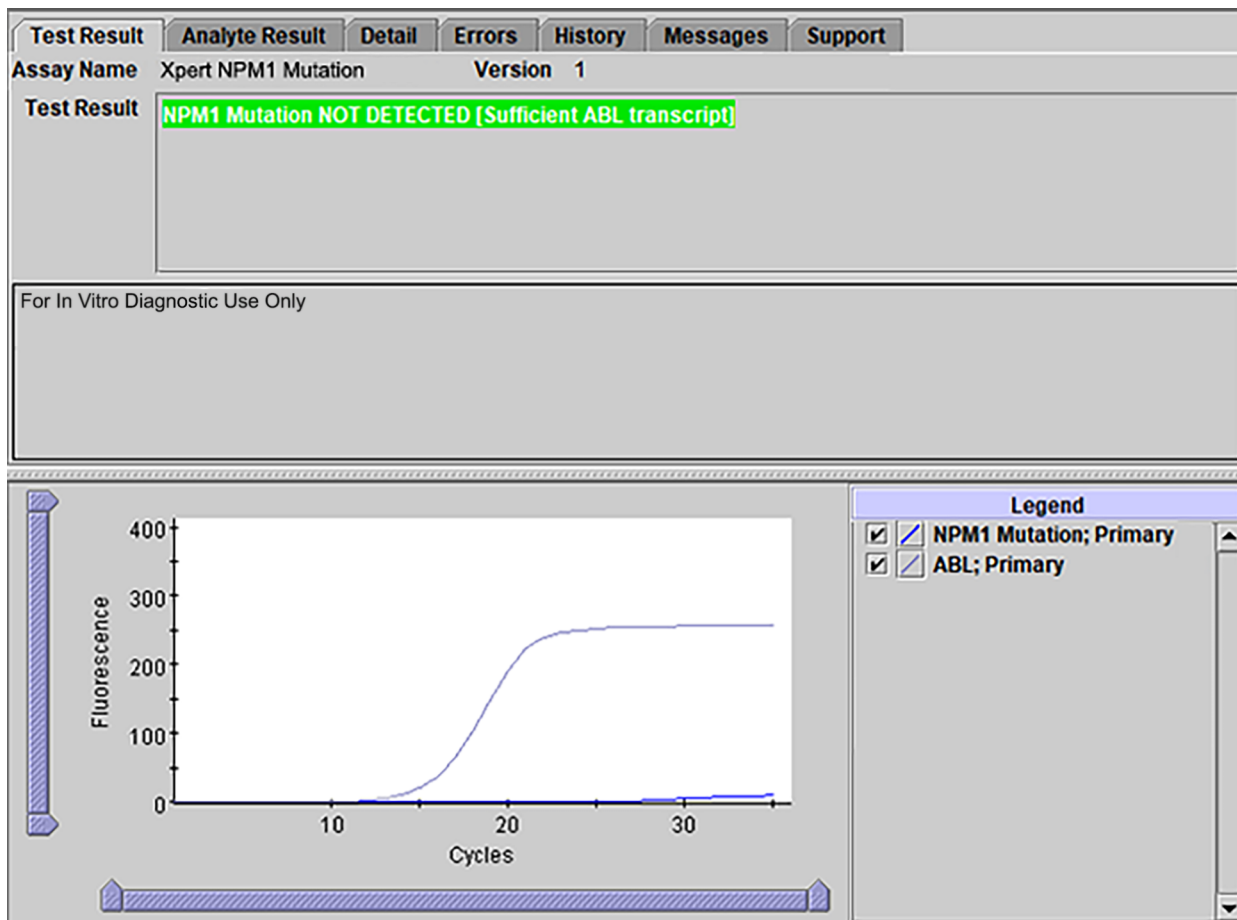 Test Result Analyte Result Detail Errors History Messages Support
Assay Name Xpert NPM1 Mutation Version 1
Test Result NPM1 Mutation NOT DETECTED [Sufficient ABL transcript]
For In Vitro Diagnostic Use Only
400
300
200
100
0
Fluorescence
10 20 30
Cycles
Legend
NPM1 Mutation; Primary
ABL; Primary